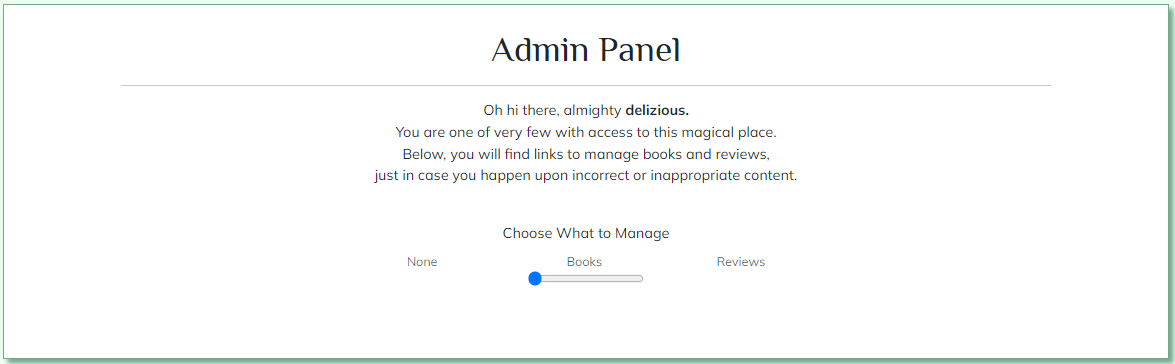 Admin Panel
Oh hi there, almighty delizious.
You are one of very few with access to this magical place.
Below, you will find links to manage books and reviews,
just in case you happen upon incorrect or inappropriate content.
Choose What to Manage
None Books Reviews